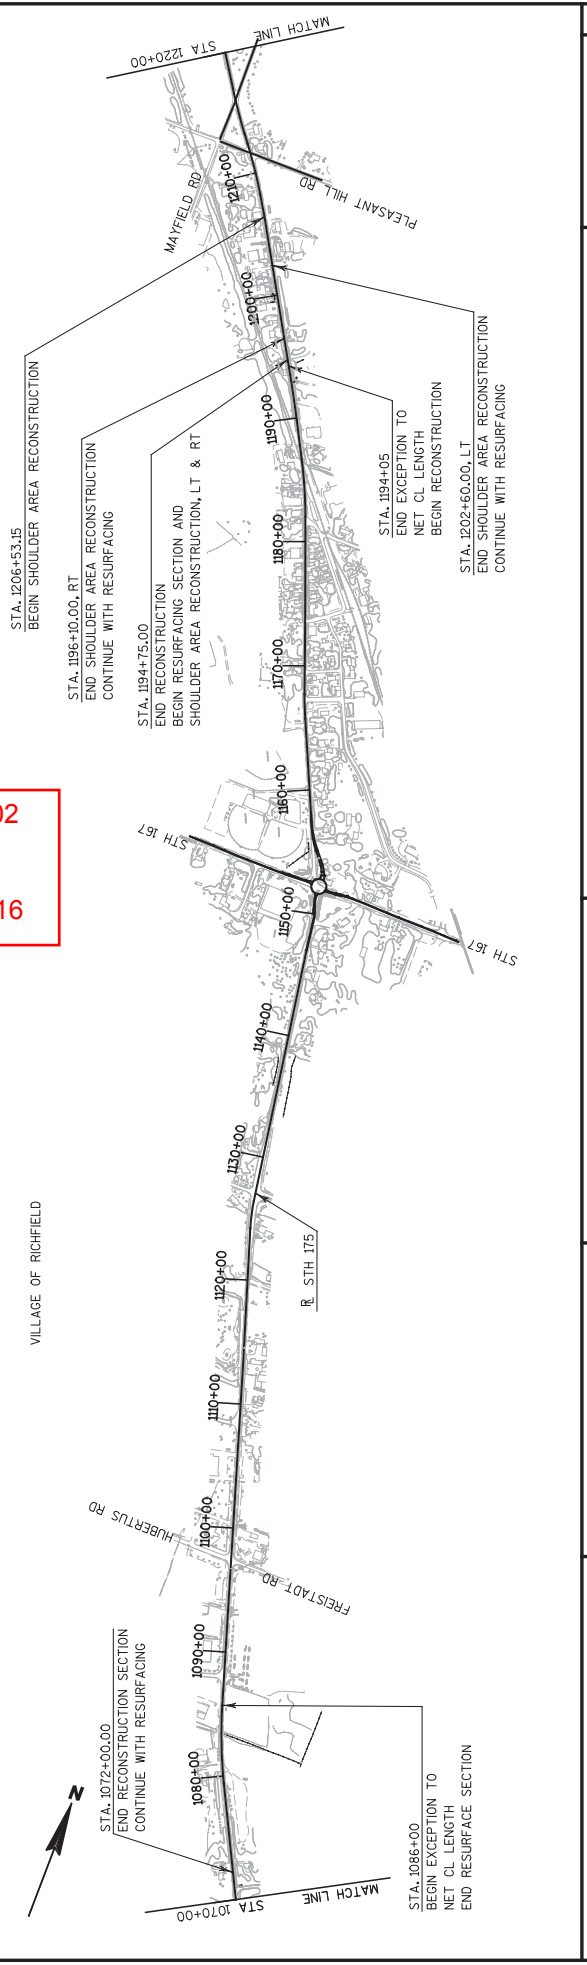 MATCH LINE
STA 1220+00
MAYFIELD RD
PLEASANT HILL RD
1210+00
1200+00
1190+00
1180+00
1170+00
1160+00
1150+00
1140+00
1130+00
1120+00
1110+00
1100+00
1090+00
1080+00
STA. 1206+53.15
BEGIN SHOULDER AREA RECONSTRUCTION
STA. 1196+10.00, RT
END SHOULDER AREA RECONSTRUCTION
CONTINUE WITH RESURFACING
STA. 1194+75.00
END RECONSTRUCTION
BEGIN RESURFACING SECTION AND
SHOULDER AREA RECONSTRUCTION, LT & RT
STA. 1194+05
END EXCEPTION TO
NET CL LENGTH
BEGIN RECONSTRUCTION
STA. 1202+60.00, LT
END SHOULDER AREA RECONSTRUCTION
CONTINUE WITH RESURFACING
02
16
STH 167
STH 167
VILLAGE OF RICHFIELD
RL STH 175
HUBERTUS RD
FREISTADT RD
STA. 1072+00.00
END RECONSTRUCTION SECTION
CONTINUE WITH RESURFACING
N
STA. 1086+00
BEGIN EXCEPTION TO
NET CL LENGTH
END RESURFACE SECTION
STA 1070+00
MATCH LINE